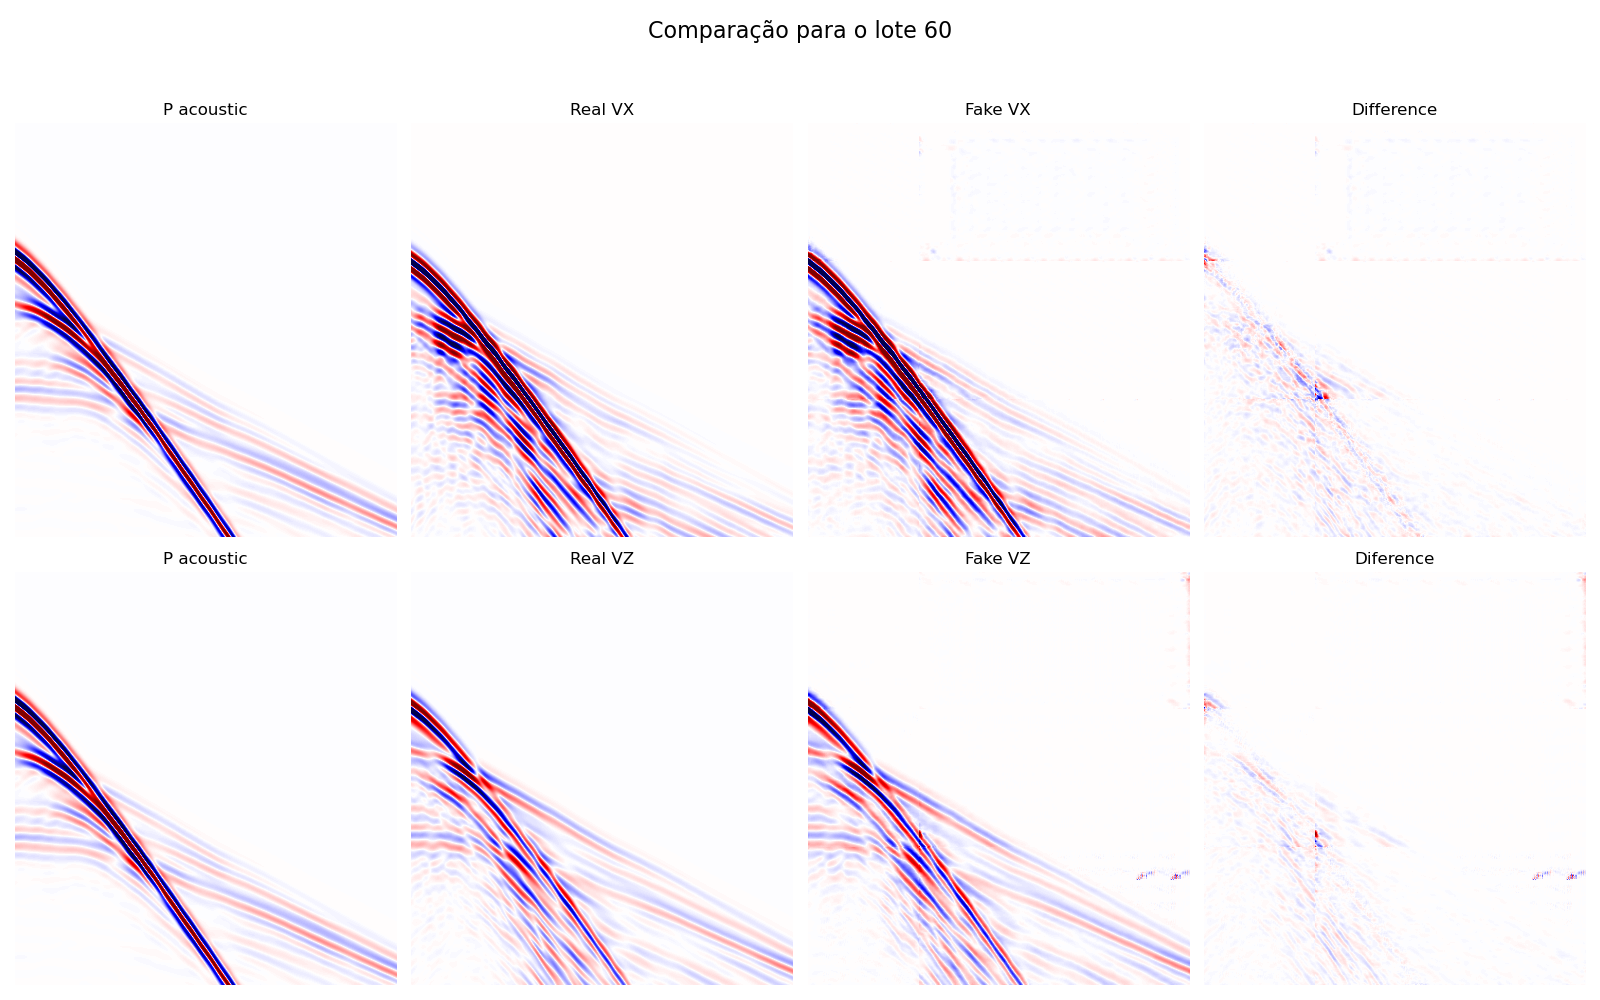 Comparação para o lote 60
P acoustic
Real VX
Fake VX
Difference
P acoustic
Real VZ
Fake VZ
Diference